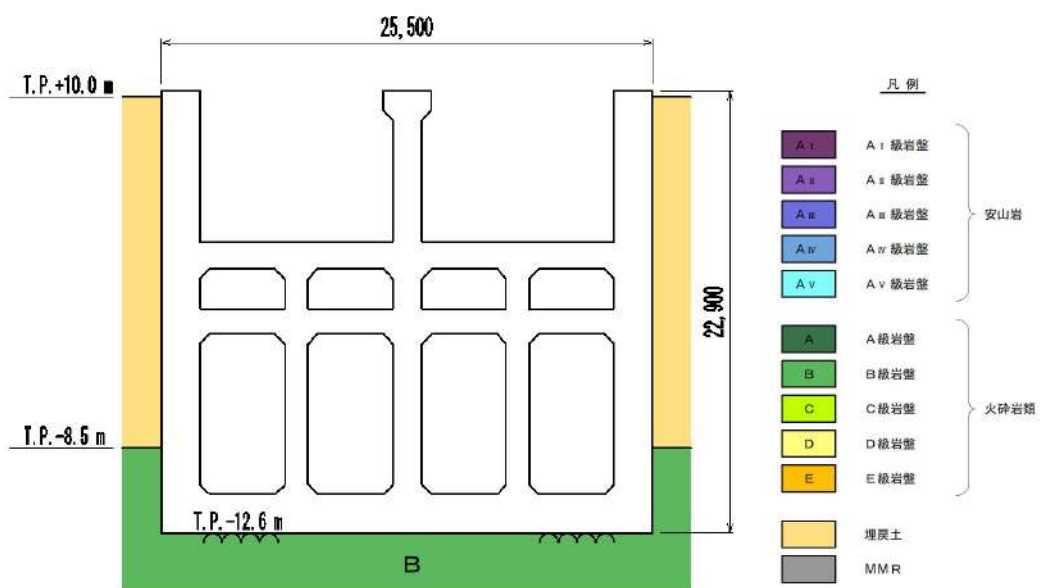 25,500
T.P.+10.0 m
22,900
T.P.-8.5 m
T.P.-12.6 m
B
凡 例
AⅠ AⅠ級岩盤
AⅡ AⅡ級岩盤
AⅢ AⅢ級岩盤
AⅣ AⅣ級岩盤
AⅤ AⅤ級岩盤
安山岩
A A級岩盤
B B級岩盤
C C級岩盤
D D級岩盤
E E級岩盤
火砕岩類
埋戻土
MMR